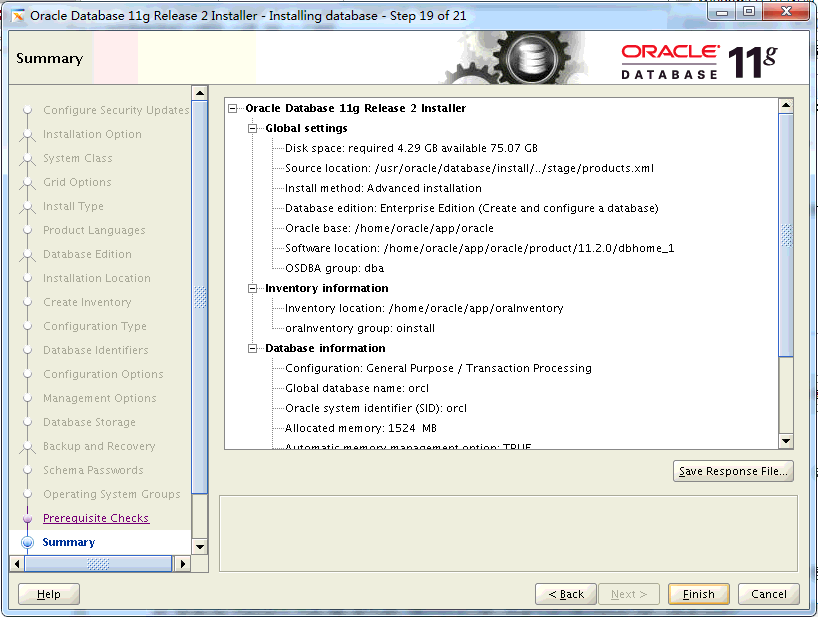 Oracle Database 11g Release 2 Installer - Installing database - Step 19 of 21
Summary
ORACLE
DATABASE
11g
Configure Security Updates
Installation Option
System Class
Grid Options
Install Type
Product Languages
Database Edition
Installation Location
Create Inventory
Configuration Type
Database Identifiers
Configuration Options
Management Options
Database Storage
Backup and Recovery
Schema Passwords
Operating System Groups
Prerequisite Checks
Summary
Oracle Database 11g Release 2 Installer
Global settings
Disk space: required 4.29 GB available 75.07 GB
Source location: /usr/oracle/database/install/../stage/products.xml
Install method: Advanced installation
Database edition: Enterprise Edition (Create and configure a database)
Oracle base: /home/oracle/app/oracle
Software location: /home/oracle/app/oracle/product/11.2.0/dbhome_1
OSDBA group: dba
Inventory information
Inventory location: /home/oracle/app/oraInventory
oraInventory group: oinstall
Database information
Configuration: General Purpose / Transaction Processing
Global database name: orcl
Oracle system identifier (SID): orcl
Allocated memory: 1524 MB
Automatic memory management option: TRUE
Save Response File...
Help
< Back
Next >
Finish
Cancel